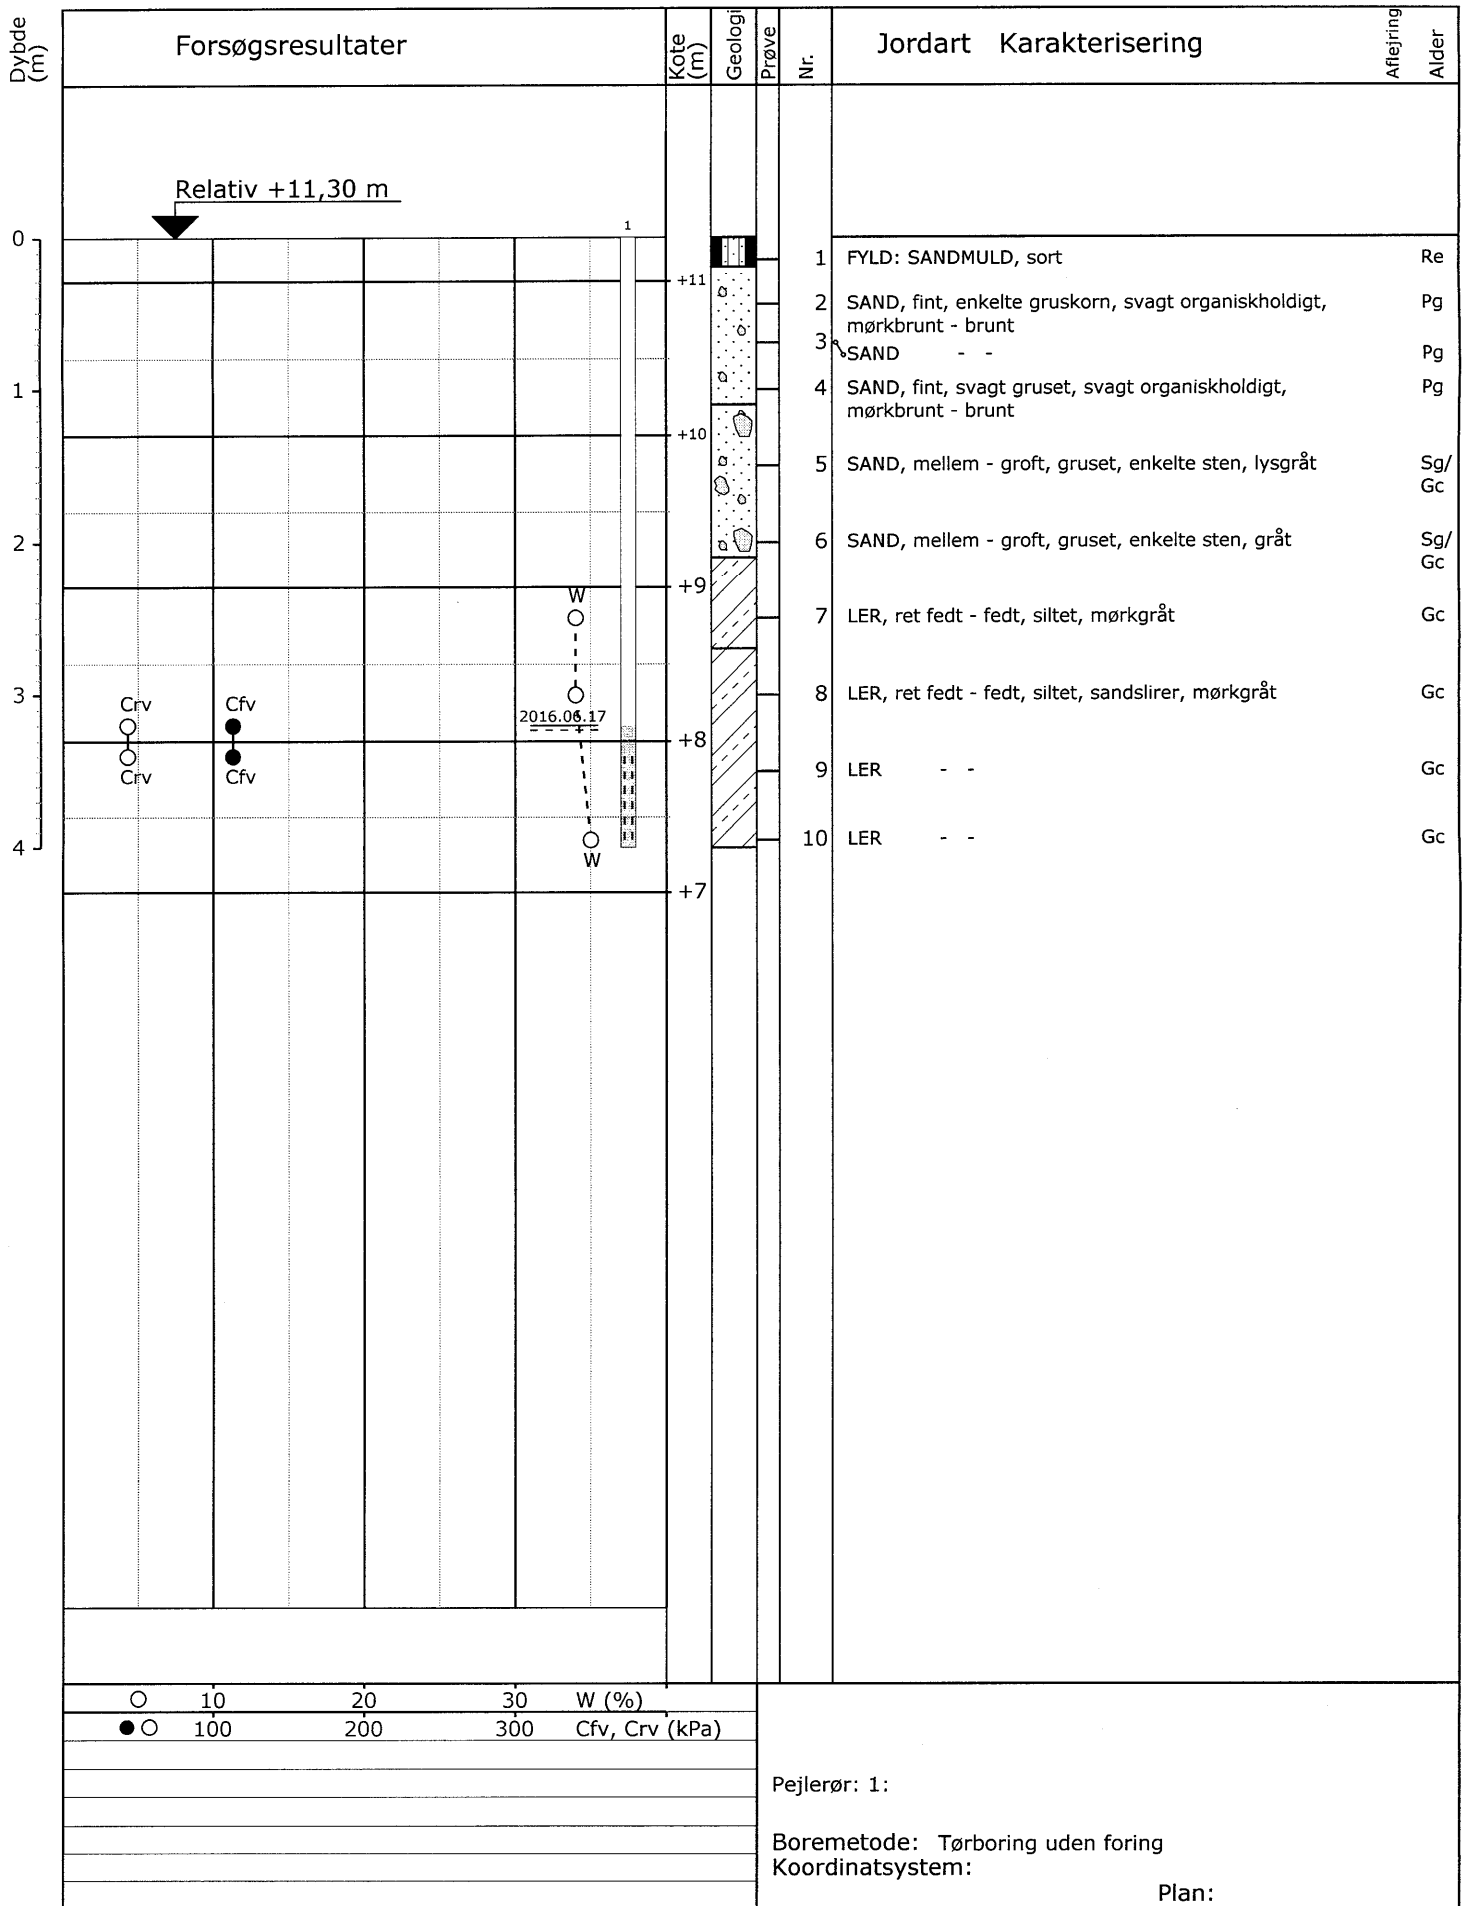 Dybde (m)
Forsøgsresultater
Kote (m)
Geologi
Prøve
Nr.
Jordart Karakterisering
Aflejring
Alder
Relativ +11,30 m
1
0
1 FYLD: SANDMULD, sort Re
+11
2 SAND, fint, enkelte gruskorn, svagt organiskholdigt, Pg
mørkbrunt - brunt
3 SAND - - Pg
1
4 SAND, fint, svagt gruset, svagt organiskholdigt, Pg
mørkbrunt - brunt
+10
5 SAND, mellem - groft, gruset, enkelte sten, lysgråt Sg/
Gc
2
6 SAND, mellem - groft, gruset, enkelte sten, gråt Sg/
Gc
+9
W
7 LER, ret fedt - fedt, siltet, mørkgråt Gc
3
8 LER, ret fedt - fedt, siltet, sandslirer, mørkgråt Gc
Crv Cfv
2016.06.17
+8
Crv Cfv
9 LER - - Gc
4
10 LER - - Gc
W
+7
10 20 30 W (%)
100 200 300 Cfv, Crv (kPa)
Pejlerør: 1:
Boremetode: Tørboring uden foring
Koordinatsystem:
Plan: